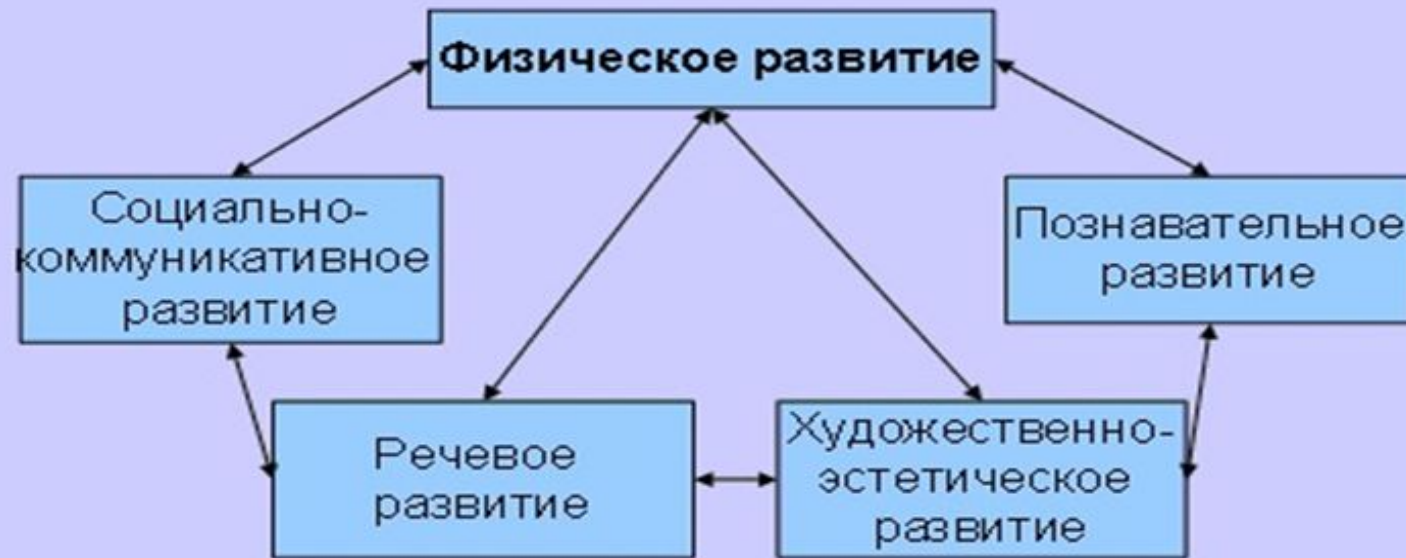 Физическое развитие
Социально-
коммуникативное
развитие
Познавательное
развитие
Речевое
развитие
Художественно-
эстетическое
развитие